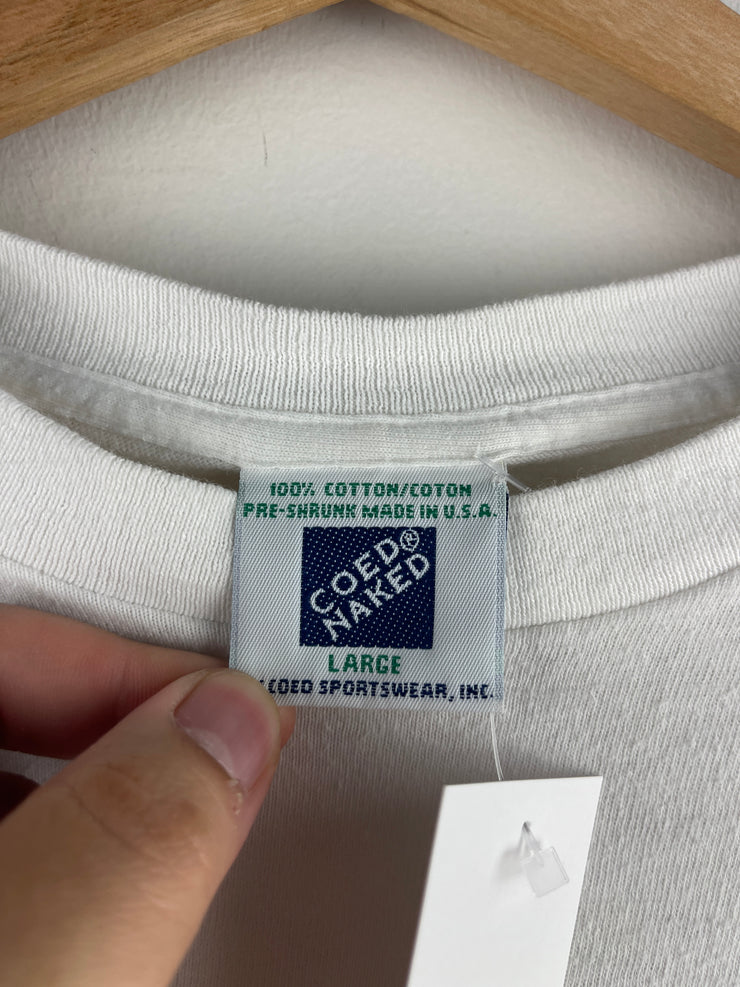 100% COTTON/COTON
PRE-SHRUNK MADE IN U.S.A.
COED®
NAKED
LARGE
COED SPORTSWEAR, INC.